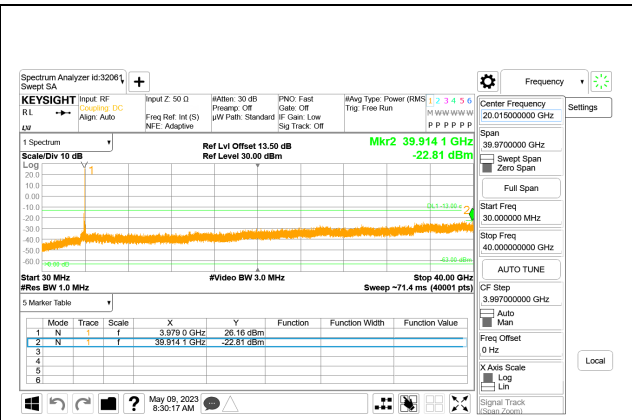 Spectrum Analyzer id:32061
Swept SA
+
Frequency
KEYSIGHT
RL
LXI
Input: RF
Coupling: DC
Align: Auto
Input Z: 50 Ω
Freq Ref: Int (S)
NFE: Adaptive
#Atten: 30 dB
Preamp: Off
µW Path: Standard
PNO: Fast
Gate: Off
IF Gain: Low
Sig Track: Off
#Avg Type: Power (RMS
Trig: Free Run
1 2 3 4 5 6
M W W W W W
P P P P P P
Center Frequency
20.015000000 GHz
Settings
Span
39.9700000 GHz
Swept Span
Zero Span
Full Span
Start Freq
30.000000 MHz
Stop Freq
40.000000000 GHz
AUTO TUNE
CF Step
3.997000000 GHz
Auto
Man
Freq Offset
0 Hz
X Axis Scale
Log
Lin
Signal Track
(Span Zoom)
Local
1 Spectrum
Scale/Div 10 dB
Log
Ref Lvl Offset 13.50 dB
Ref Level 30.00 dBm
Mkr2 39.914 1 GHz
-22.81 dBm
20.0
10.0
0.00
-10.0
-20.0
-30.0
-40.0
-50.0
-60.0
1
2
DL1 -13.00
Start 30 MHz
#Res BW 1.0 MHz
#Video BW 3.0 MHz
Stop 40.00 GHz
Sweep ~71.4 ms (40001 pts)
5 Marker Table
Mode Trace Scale X Y Function Function Width Function Value
1 N 1 f 3.979 0 GHz 26.16 dBm
2 N 1 f 39.914 1 GHz -22.81 dBm
3
4
5
6
?
May 09, 2023
8:30:17 AM